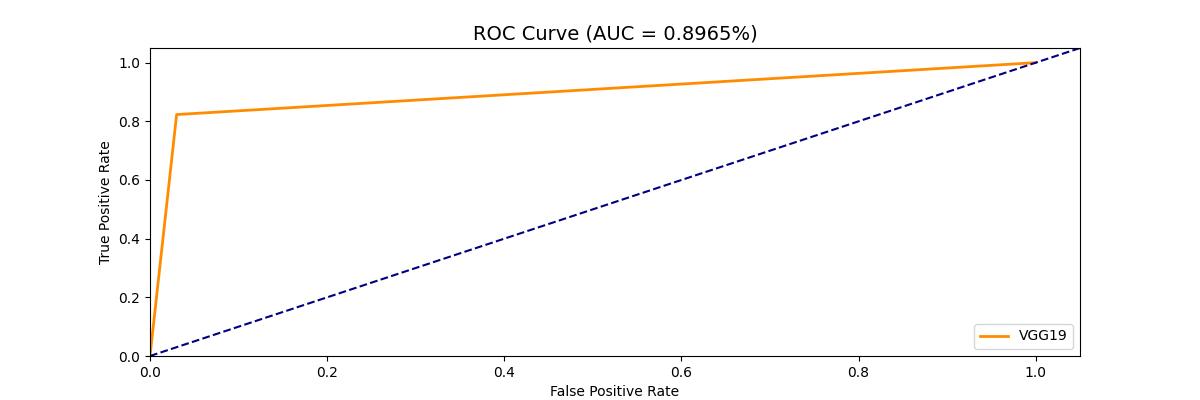 ROC Curve (AUC = 0.8965%)
1.0
0.8
0.6
0.4
0.2
0.0
True Positive Rate
VGG19
0.0 0.2 0.4 0.6 0.8 1.0
False Positive Rate